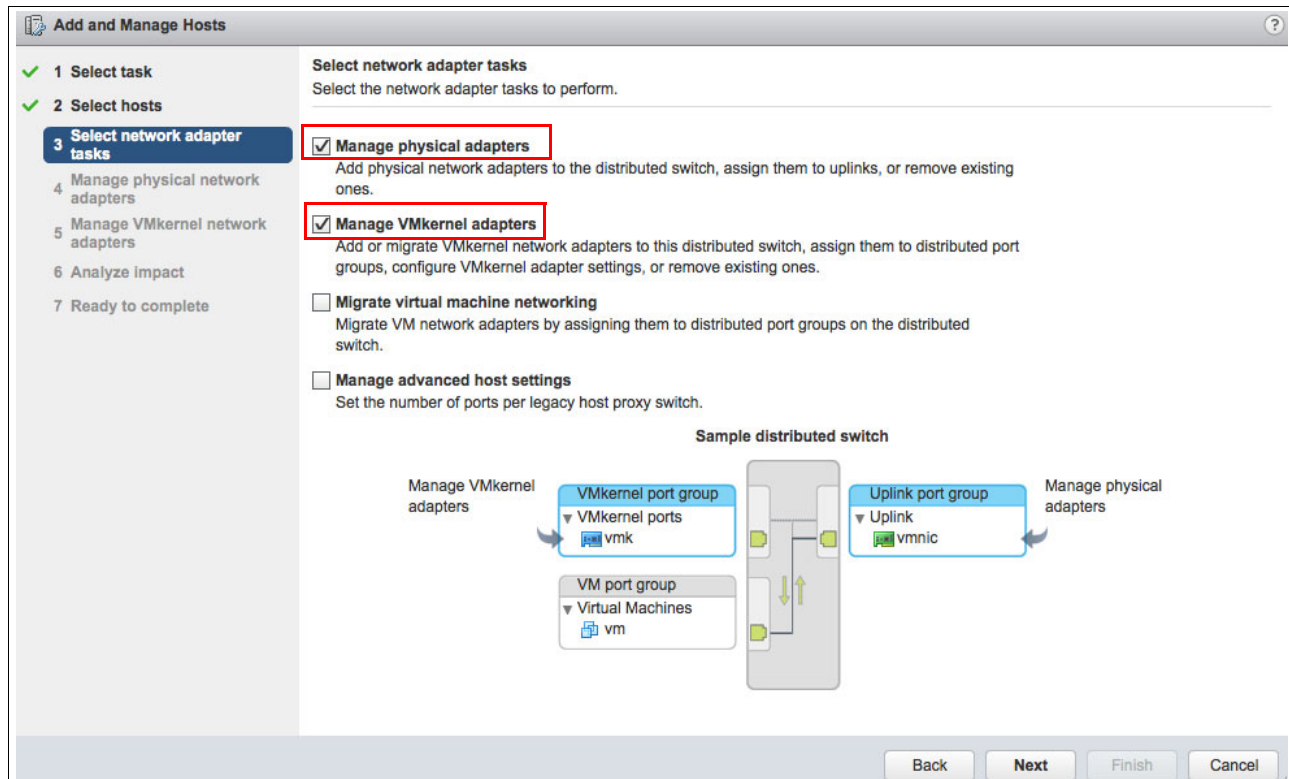 Add and Manage Hosts
?
1 Select task
2 Select hosts
3 Select network adapter
tasks
4 Manage physical network
adapters
5 Manage VMkernel network
adapters
6 Analyze impact
7 Ready to complete
Select network adapter tasks
Select the network adapter tasks to perform.
Manage physical adapters
Add physical network adapters to the distributed switch, assign them to uplinks, or remove existing
ones.
Manage VMkernel adapters
Add or migrate VMkernel network adapters to this distributed switch, assign them to distributed port
groups, configure VMkernel adapter settings, or remove existing ones.
Migrate virtual machine networking
Migrate VM network adapters by assigning them to distributed port groups on the distributed
switch.
Manage advanced host settings
Set the number of ports per legacy host proxy switch.
Sample distributed switch
Manage VMkernel
adapters
VMkernel port group
VMkernel ports
vmk
VM port group
Virtual Machines
vm
Uplink port group
Uplink
vmnic
Manage physical
adapters
Back
Next
Finish
Cancel